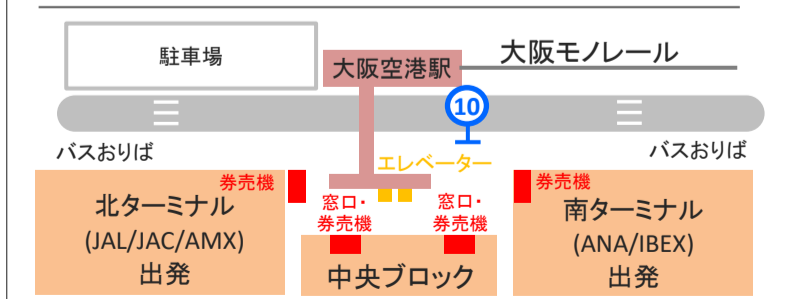 駐車場
大阪空港駅
大阪モノレール
10
バスおりば
エレベーター
バスおりば
券売機
窓口・
券売機
窓口・
券売機
券売機
北ターミナル
(JAL/JAC/AMX)
出発
中央ブロック
南ターミナル
(ANA/IBEX)
出発